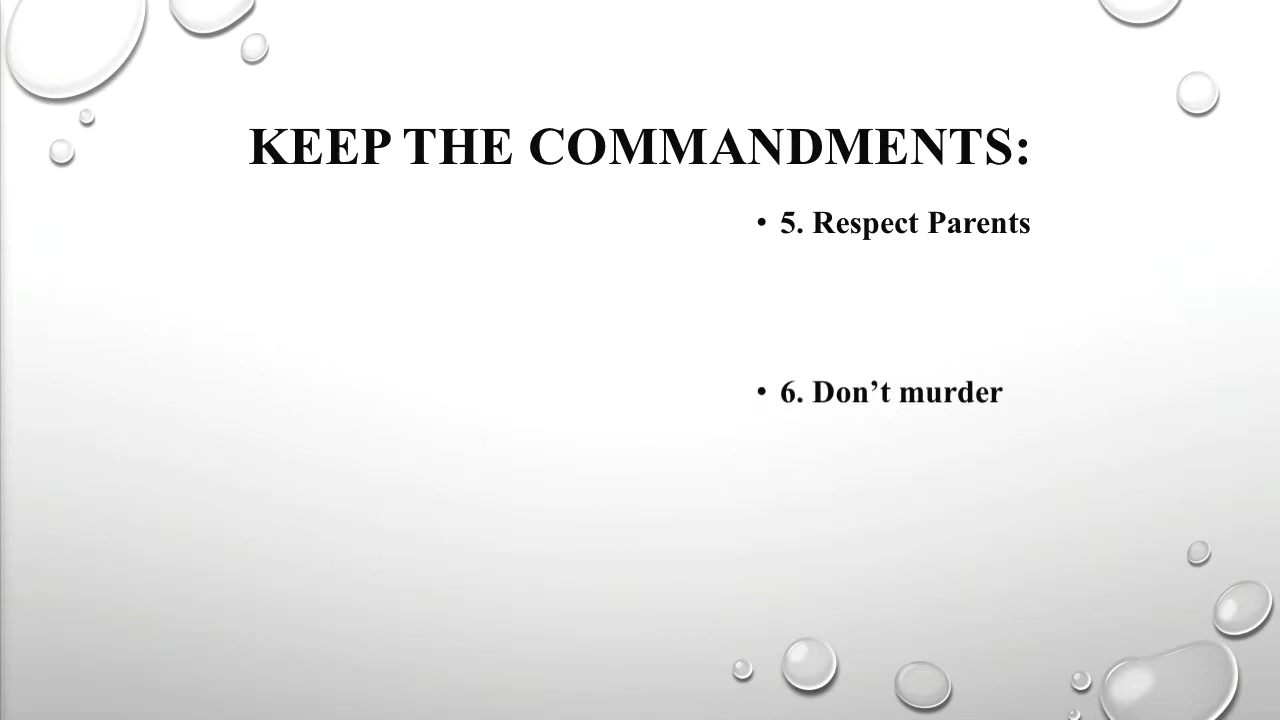 KEEP THE COMMANDMENTS:
• 5. Respect Parents
• 6. Don’t murder